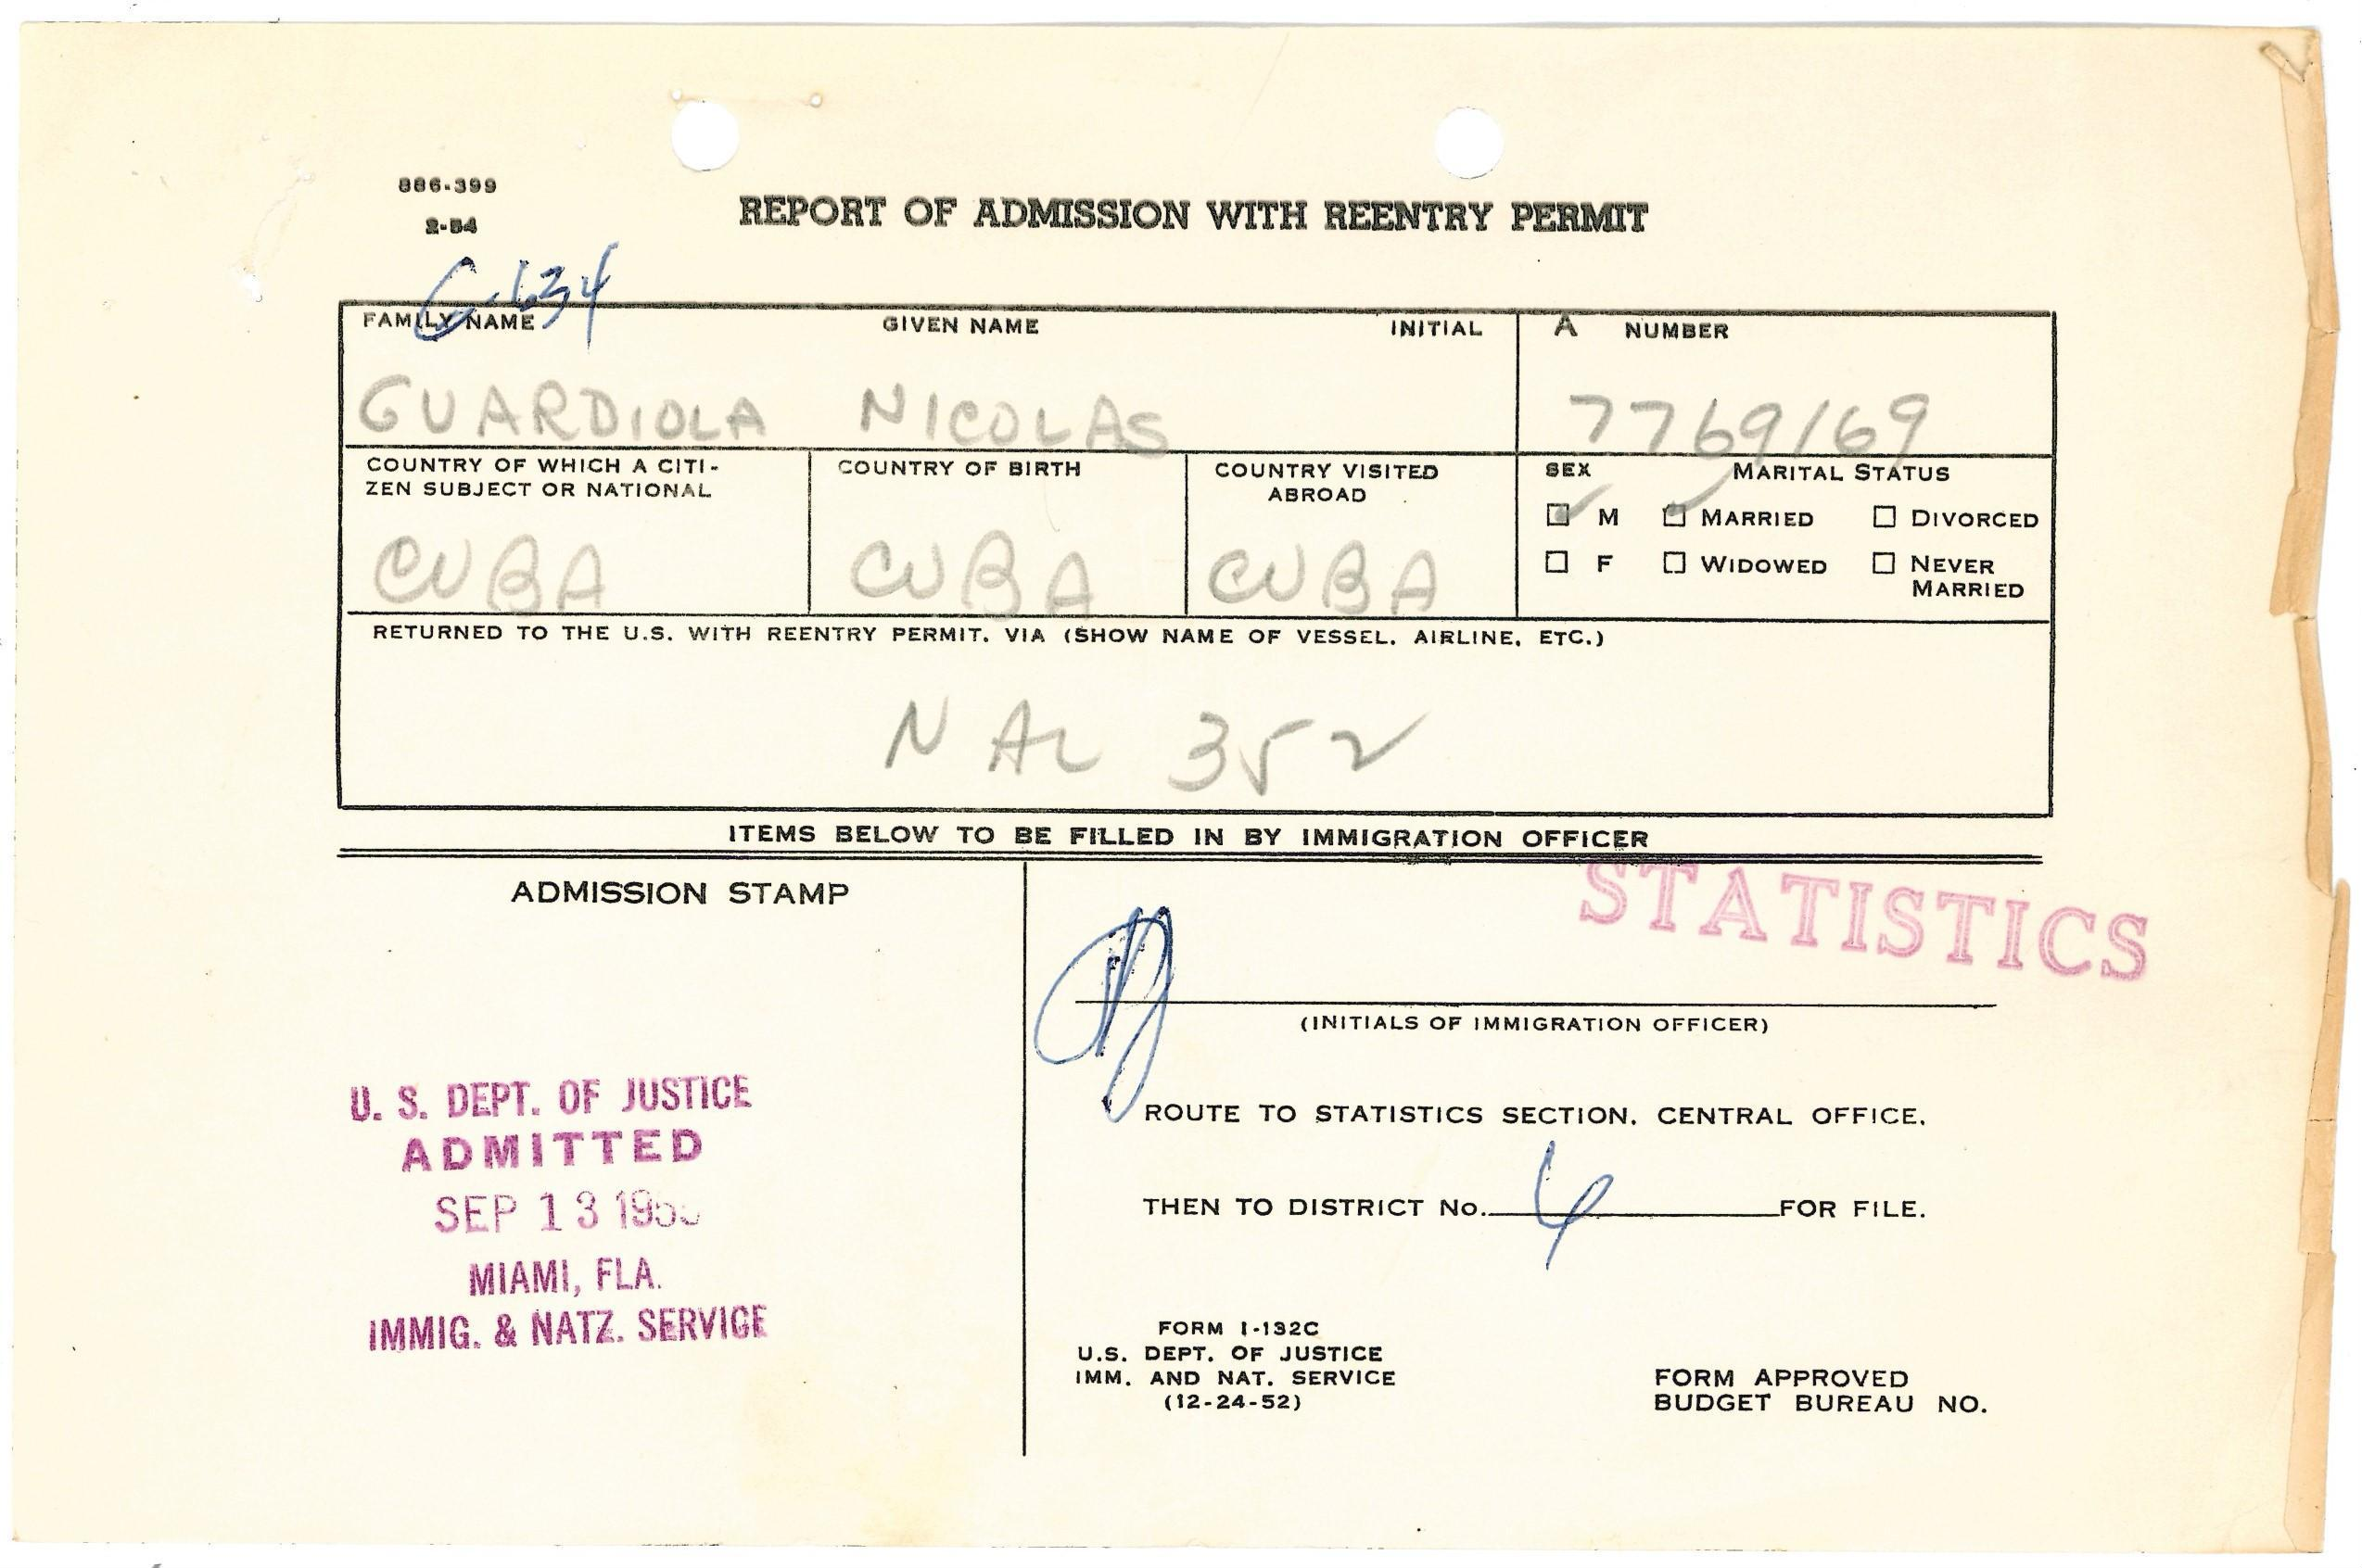 886-399
2-54
REPORT OF ADMISSION WITH REENTRY PERMIT
G-634
FAMILY NAME GIVEN NAME INITIAL A NUMBER
GUARDIOLA NICOLAS 7769169
COUNTRY OF WHICH A CITI- COUNTRY OF BIRTH COUNTRY VISITED SEX MARITAL STATUS
ZEN SUBJECT OR NATIONAL ABROAD
M MARRIED DIVORCED
CUBA CUBA CUBA F WIDOWED NEVER
MARRIED
RETURNED TO THE U.S. WITH REENTRY PERMIT. VIA (SHOW NAME OF VESSEL. AIRLINE. ETC.)
NAL 352
ITEMS BELOW TO BE FILLED IN BY IMMIGRATION OFFICER
ADMISSION STAMP
STATISTICS
(INITIALS OF IMMIGRATION OFFICER)
U. S. DEPT. OF JUSTICE
ADMITTED
SEP 13
MIAMI, FLA.
IMMIG. & NATZ. SERVICE
ROUTE TO STATISTICS SECTION. CENTRAL OFFICE.
THEN TO DISTRICT No. 6 FOR FILE.
FORM I-132C
U.S. DEPT. OF JUSTICE
IMM. AND NAT. SERVICE
(12-24-52)
FORM APPROVED
BUDGET BUREAU NO.